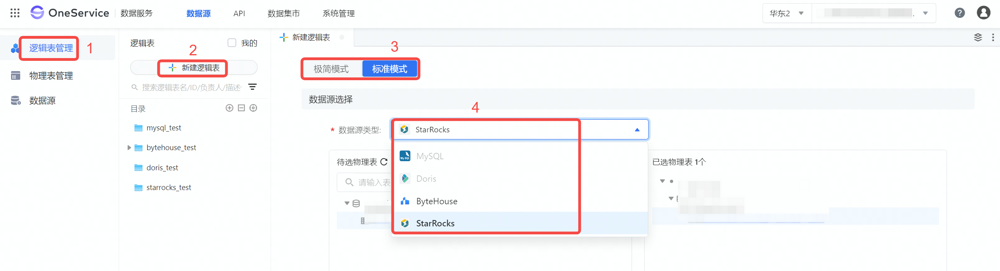 OneService 数据服务 数据源 API 数据集市 系统管理 华东2
逻辑表管理 1
物理表管理
数据源
逻辑表 我的
2
新建逻辑表
搜索逻辑表名/ID/负责人/描述
目录
mysql_test
bytehouse_test
doris_test
starrocks_test
新建逻辑表
3
极简模式 标准模式
数据源选择
4
* 数据源类型: StarRocks
MySQL
Doris
ByteHouse
StarRocks
待选物理表
请输入表
已选物理表 1个